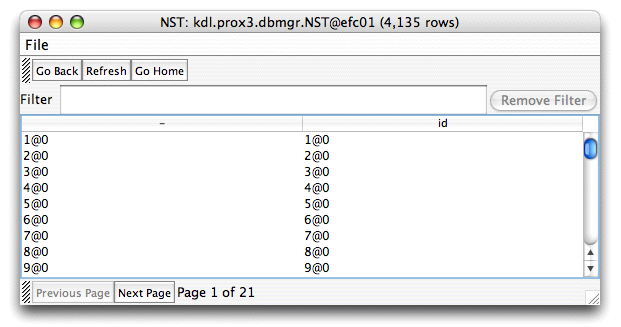 NST: kdl.prox3.dbmgr.NST@efc01 (4,135 rows)
File
Go Back Refresh Go Home
Filter Remove Filter
– id
1@0 1@0
2@0 2@0
3@0 3@0
4@0 4@0
5@0 5@0
6@0 6@0
7@0 7@0
8@0 8@0
9@0 9@0
Previous Page Next Page Page 1 of 21